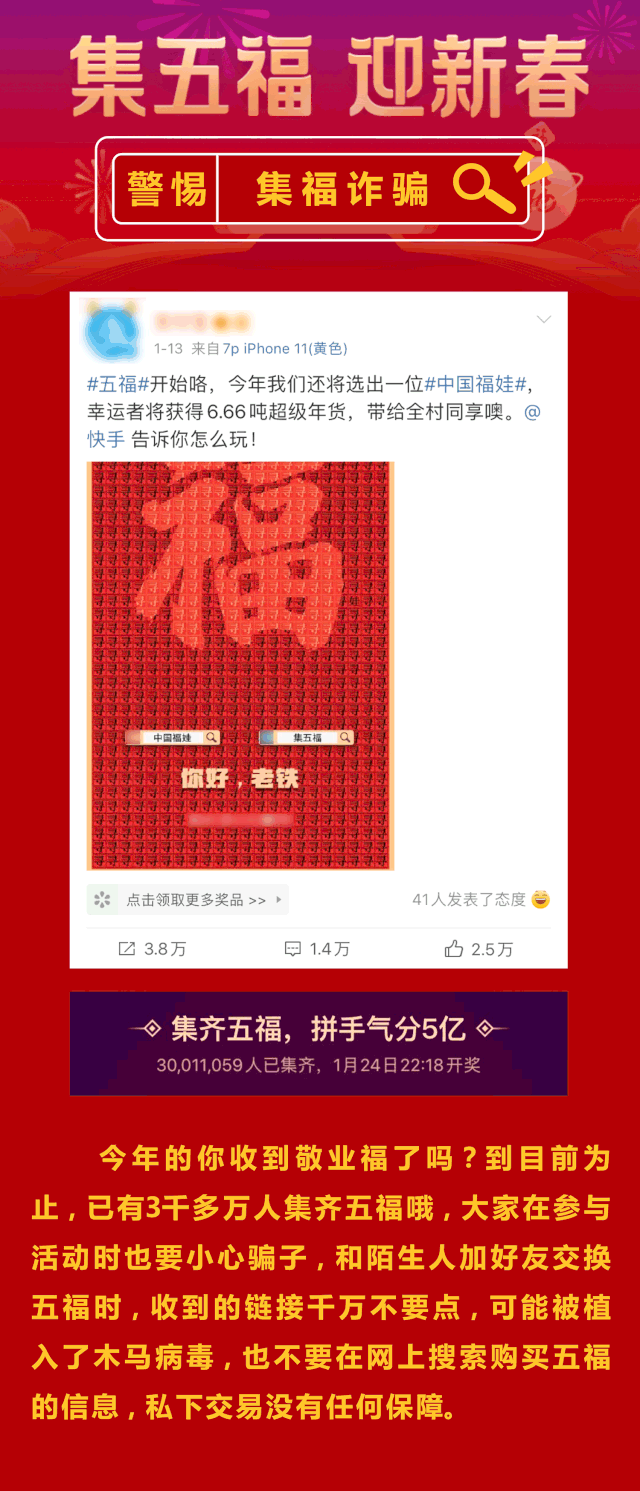 集五福 迎新春
警惕 集福诈骗
1-13 来自7p iPhone 11(黄色)
#五福#开始咯，今年我们还将选出一位#中国福娃#，
幸运者将获得6.66吨超级年货，带给全村同享噢。@
快手 告诉你怎么玩！
福
中国福娃 集五福
你好，老铁
点击领取更多奖品 >>
41人发表了态度
3.8万 1.4万 2.5万
集齐五福，拼手气分5亿
30,011,059人已集齐，1月24日22:18开奖
今年的你收到敬业福了吗？到目前为
止，已有3千多万人集齐五福哦，大家在参与
活动时也要小心骗子，和陌生人加好友交换
五福时，收到的链接千万不要点，可能被植
入了木马病毒，也不要在网上搜索购买五福
的信息，私下交易没有任何保障。